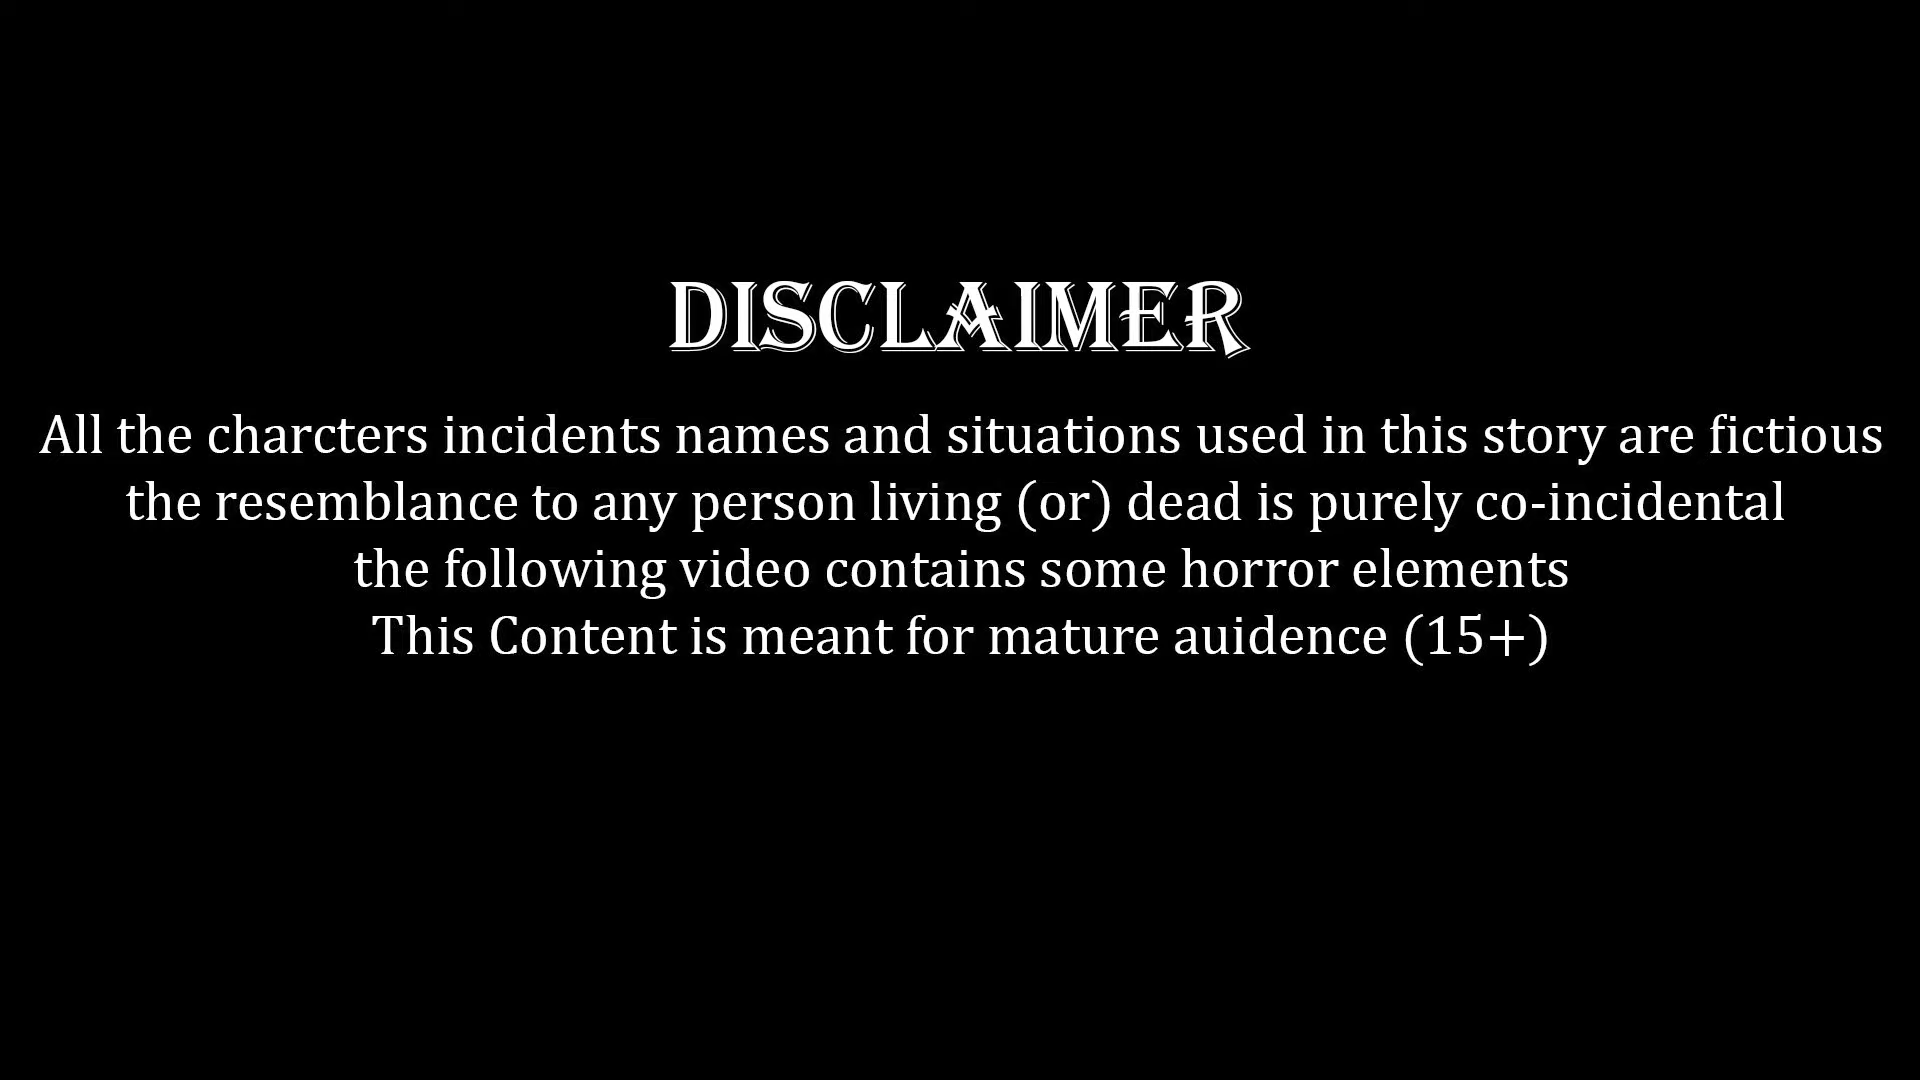 DISCLAIMER
All the charcters incidents names and situations used in this story are fictious
the resemblance to any person living (or) dead is purely co-incidental
the following video contains some horror elements
This Content is meant for mature auidence (15+)